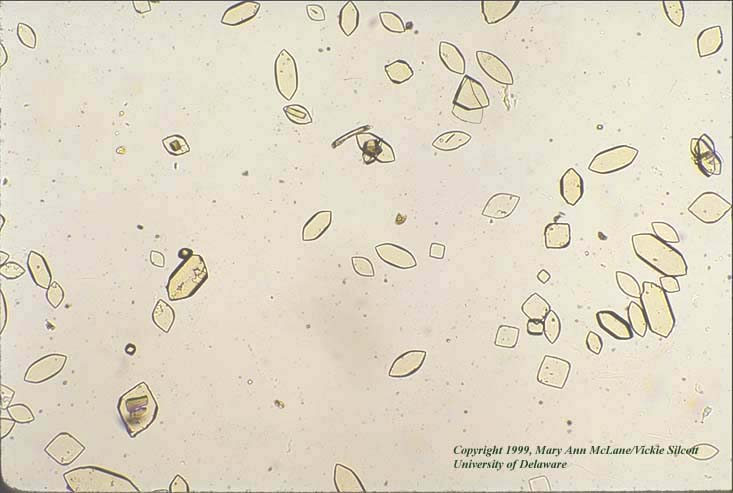 Copyright 1999, Mary Ann McLane/Vickie Silcott
University of Delaware